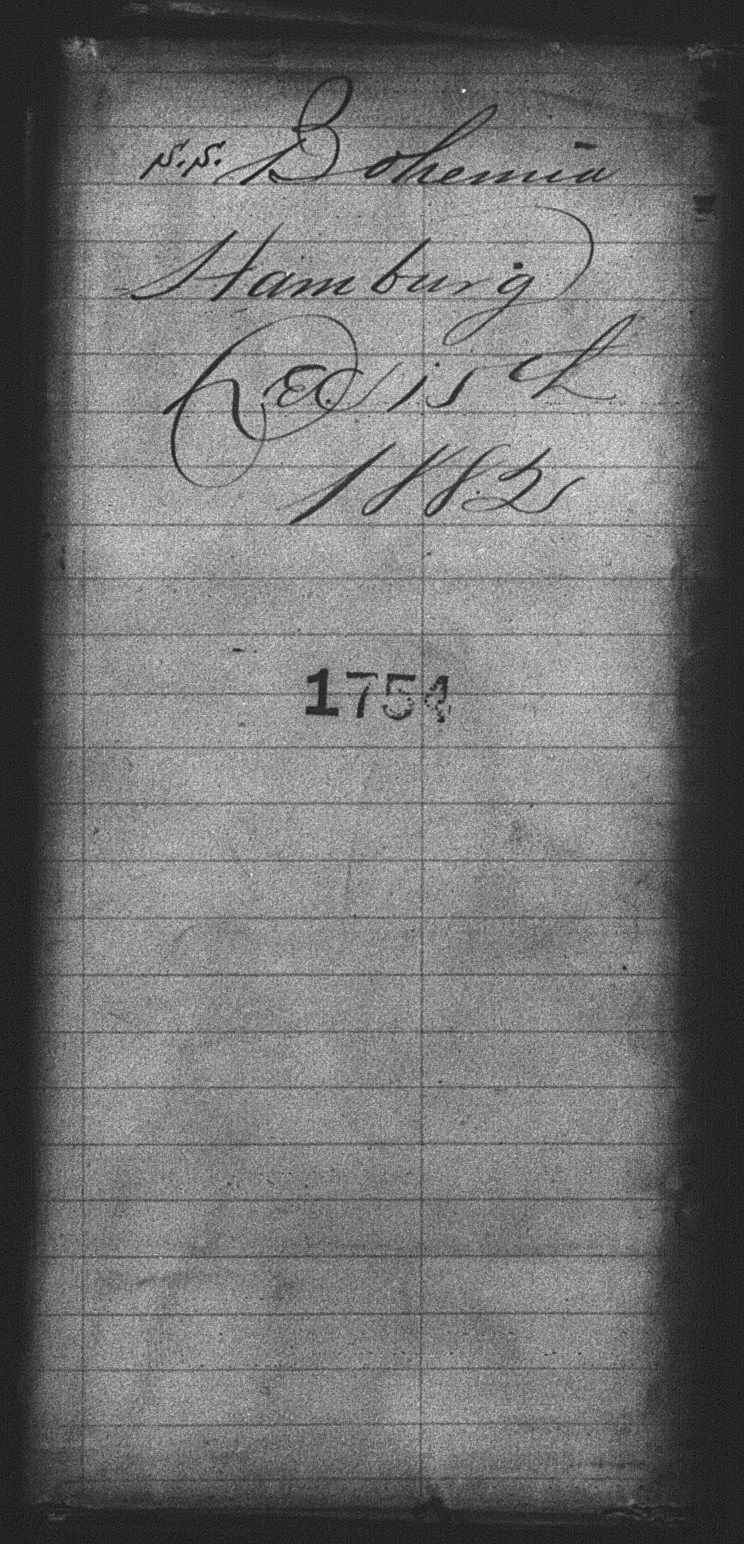 S.S. Bohemia
Hamburg
Dec 15th
1882
1754